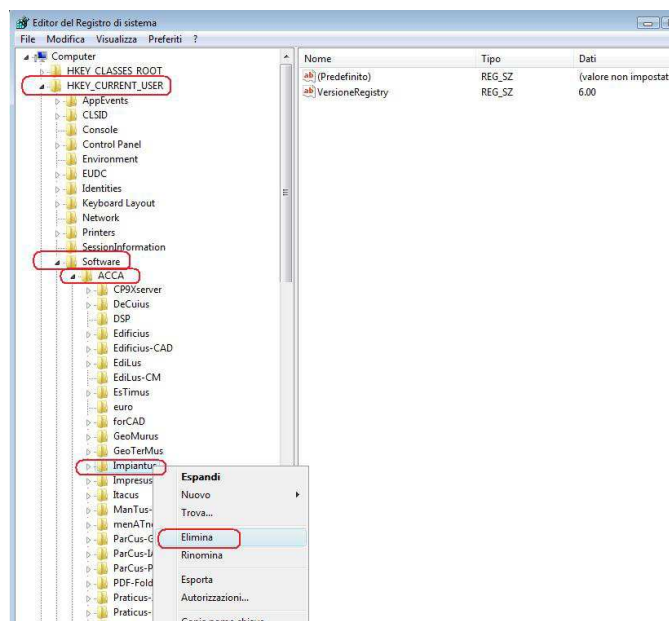 Editor del Registro di sistema
File Modifica Visualizza Preferiti ?
Computer
HKEY_CLASSES_ROOT
HKEY_CURRENT_USER
AppEvents
CLSID
Console
Control Panel
Environment
EUDC
Identities
Keyboard Layout
Network
Printers
SessionInformation
Software
ACCA
CP9Xserver
DeCuius
DSP
Edificius
Edificius-CAD
EdiLus
EdiLus-CM
EsTimus
euro
forCAD
GeoMurus
GeoTerMus
Impiantus
Impresus
Itacus
ManTus-
menATn
ParCus-G
ParCus-I
ParCus-P
PDF-Fold
Praticus-
Praticus-
Nome Tipo Dati
(Predefinito) REG_SZ (valore non impostat
VersioneRegistry REG_SZ 6.00
Espandi
Nuovo
Trova...
Elimina
Rinomina
Esporta
Autorizzazioni...
Copia nome chiave